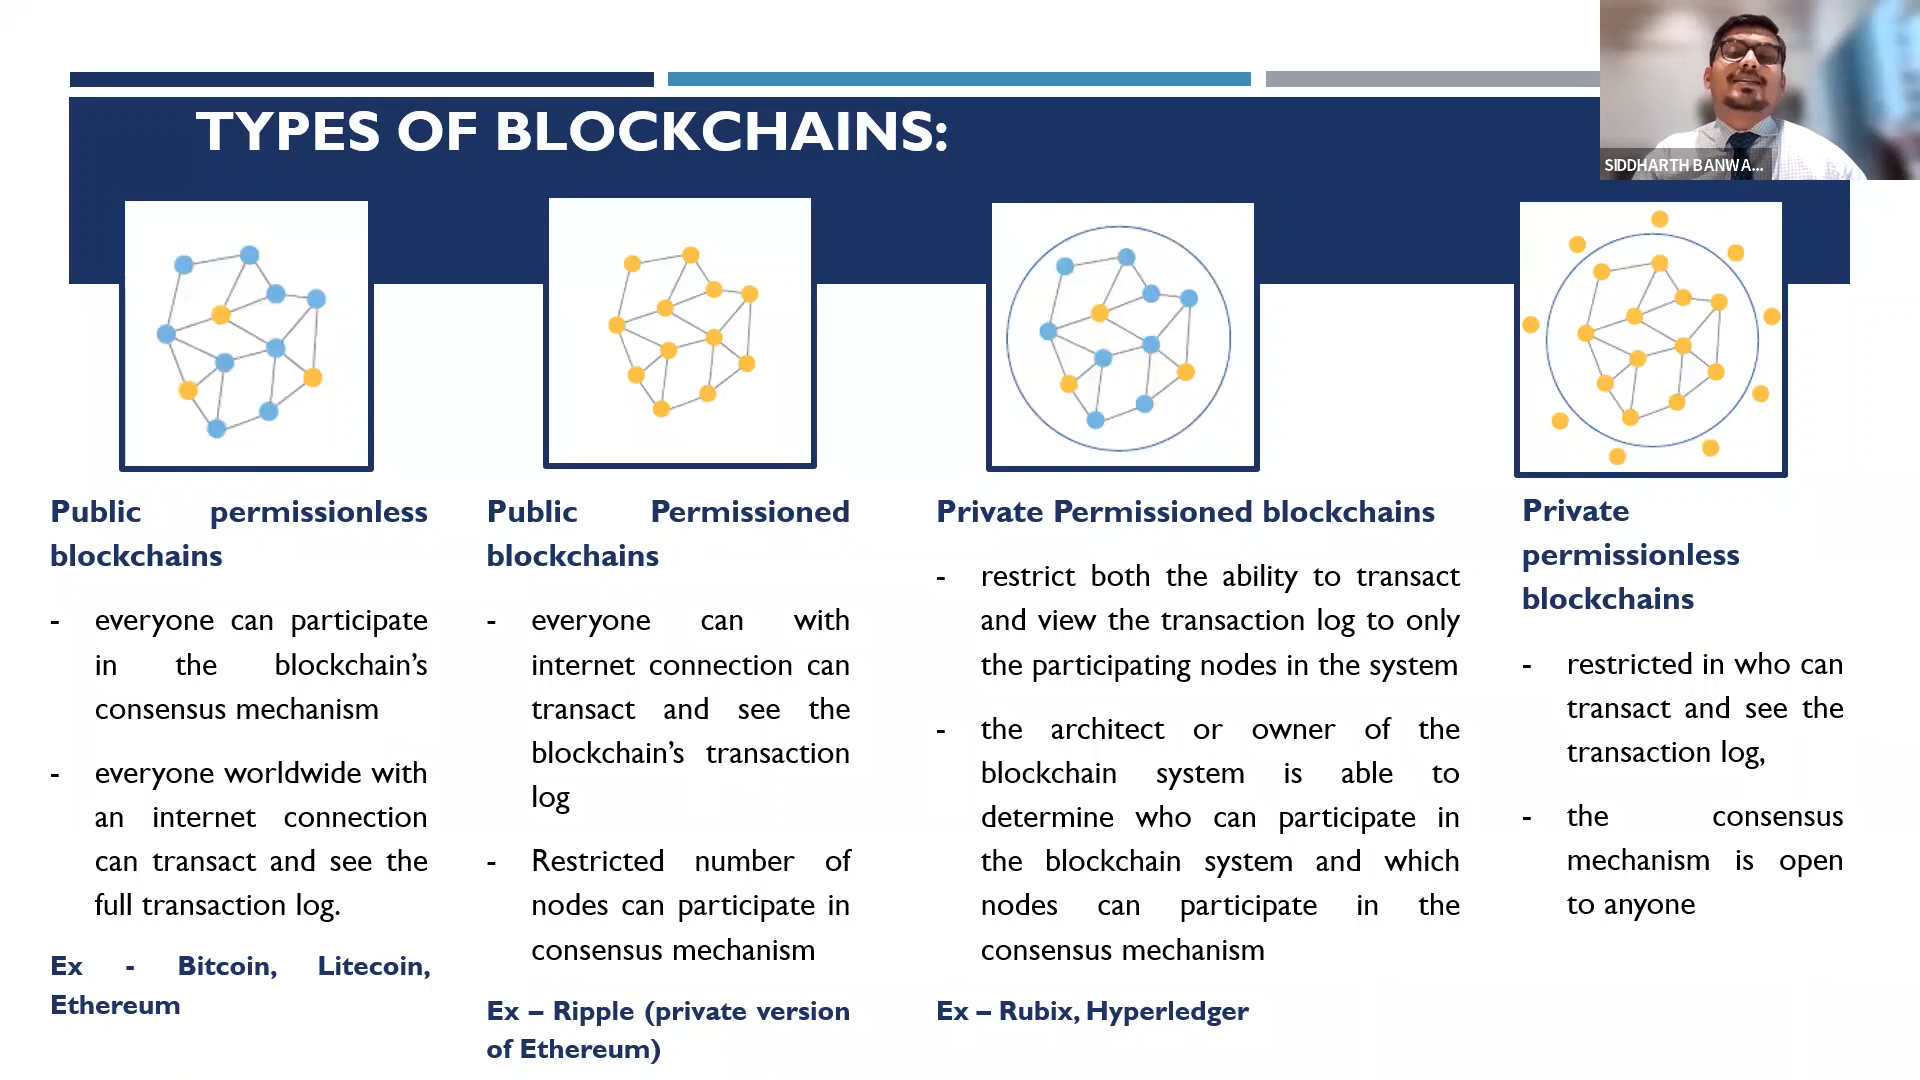 TYPES OF BLOCKCHAINS:
SIDDHARTH BANWA...
Public permissionless
blockchains
- everyone can participate
in the blockchain’s
consensus mechanism
- everyone worldwide with
an internet connection
can transact and see the
full transaction log.
Ex - Bitcoin, Litecoin,
Ethereum
Public Permissioned
blockchains
- everyone can with
internet connection can
transact and see the
blockchain’s transaction
log
- Restricted number of
nodes can participate in
consensus mechanism
Ex – Ripple (private version
of Ethereum)
Private Permissioned blockchains
- restrict both the ability to transact
and view the transaction log to only
the participating nodes in the system
- the architect or owner of the
blockchain system is able to
determine who can participate in
the blockchain system and which
nodes can participate in the
consensus mechanism
Ex – Rubix, Hyperledger
Private
permissionless
blockchains
- restricted in who can
transact and see the
transaction log,
- the consensus
mechanism is open
to anyone